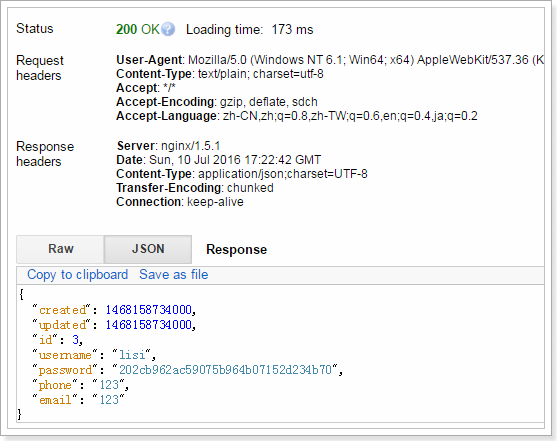 Status 200 OK ? Loading time: 173 ms
Request headers
User-Agent: Mozilla/5.0 (Windows NT 6.1; Win64; x64) AppleWebKit/537.36 (K
Content-Type: text/plain; charset=utf-8
Accept: */*
Accept-Encoding: gzip, deflate, sdch
Accept-Language: zh-CN,zh;q=0.8,zh-TW;q=0.6,en;q=0.4,ja;q=0.2
Response headers
Server: nginx/1.5.1
Date: Sun, 10 Jul 2016 17:22:42 GMT
Content-Type: application/json;charset=UTF-8
Transfer-Encoding: chunked
Connection: keep-alive
Raw JSON Response
Copy to clipboard Save as file
{
"created": 1468158734000,
"updated": 1468158734000,
"id": 3,
"username": "lisi",
"password": "202cb962ac59075b964b07152d234b70",
"phone": "123",
"email": "123"
}